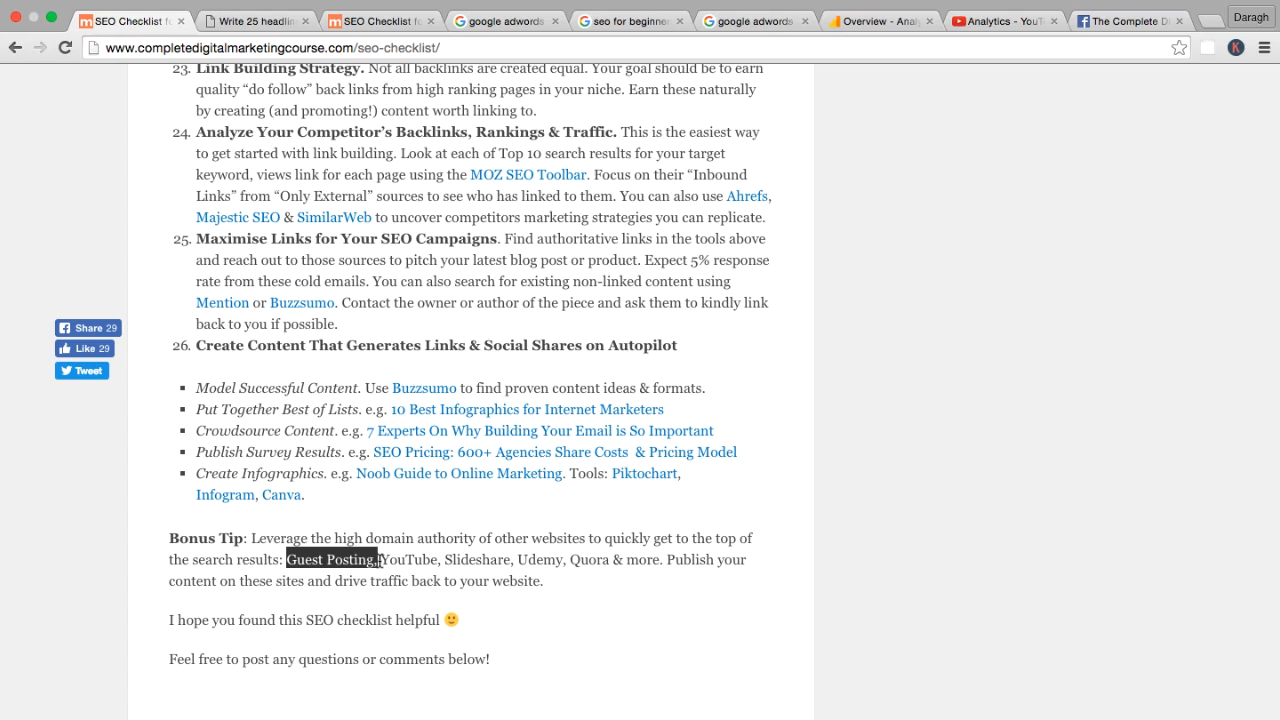 SEO Checklist fo
Write 25 headlin
SEO Checklist fo
google adwords
seo for beginner
google adwords
Overview - Anal
Analytics - YouT
The Complete Di
Daragh
www.completedigitalmarketingcourse.com/seo-checklist/
23. Link Building Strategy. Not all backlinks are created equal. Your goal should be to earn
quality “do follow” back links from high ranking pages in your niche. Earn these naturally
by creating (and promoting!) content worth linking to.
24. Analyze Your Competitor’s Backlinks, Rankings & Traffic. This is the easiest way
to get started with link building. Look at each of Top 10 search results for your target
keyword, views link for each page using the MOZ SEO Toolbar. Focus on their “Inbound
Links” from “Only External” sources to see who has linked to them. You can also use Ahrefs,
Majestic SEO & SimilarWeb to uncover competitors marketing strategies you can replicate.
25. Maximise Links for Your SEO Campaigns. Find authoritative links in the tools above
and reach out to those sources to pitch your latest blog post or product. Expect 5% response
rate from these cold emails. You can also search for existing non-linked content using
Mention or Buzzsumo. Contact the owner or author of the piece and ask them to kindly link
back to you if possible.
Share 29
Like 29
Tweet
26. Create Content That Generates Links & Social Shares on Autopilot
Model Successful Content. Use Buzzsumo to find proven content ideas & formats.
Put Together Best of Lists. e.g. 10 Best Infographics for Internet Marketers
Crowdsource Content. e.g. 7 Experts On Why Building Your Email is So Important
Publish Survey Results. e.g. SEO Pricing: 600+ Agencies Share Costs & Pricing Model
Create Infographics. e.g. Noob Guide to Online Marketing. Tools: Piktochart,
Infogram, Canva.
Bonus Tip: Leverage the high domain authority of other websites to quickly get to the top of
the search results: Guest Posting, YouTube, Slideshare, Udemy, Quora & more. Publish your
content on these sites and drive traffic back to your website.
I hope you found this SEO checklist helpful 🙂
Feel free to post any questions or comments below!